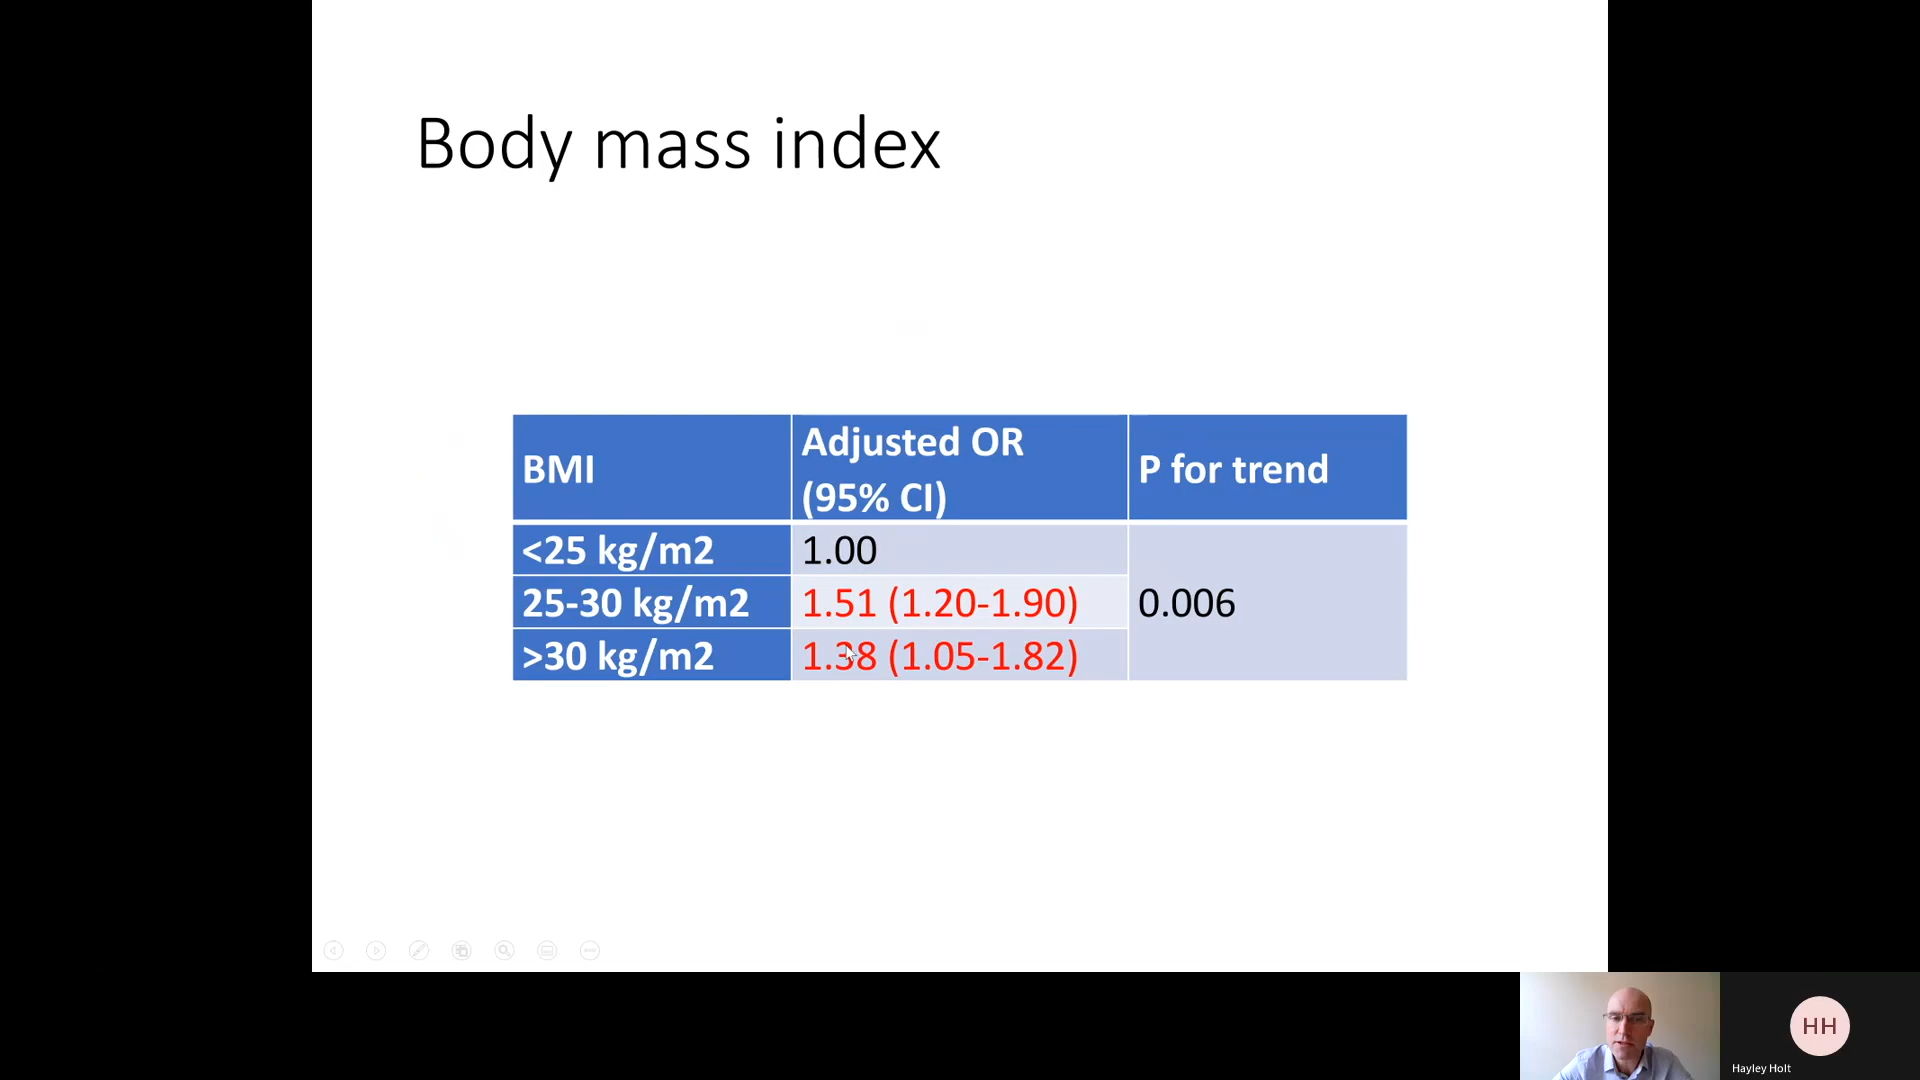 Body mass index
BMI
Adjusted OR
(95% CI)
P for trend
<25 kg/m2
1.00
25-30 kg/m2
1.51 (1.20-1.90)
0.006
>30 kg/m2
1.38 (1.05-1.82)
HH
Hayley Holt